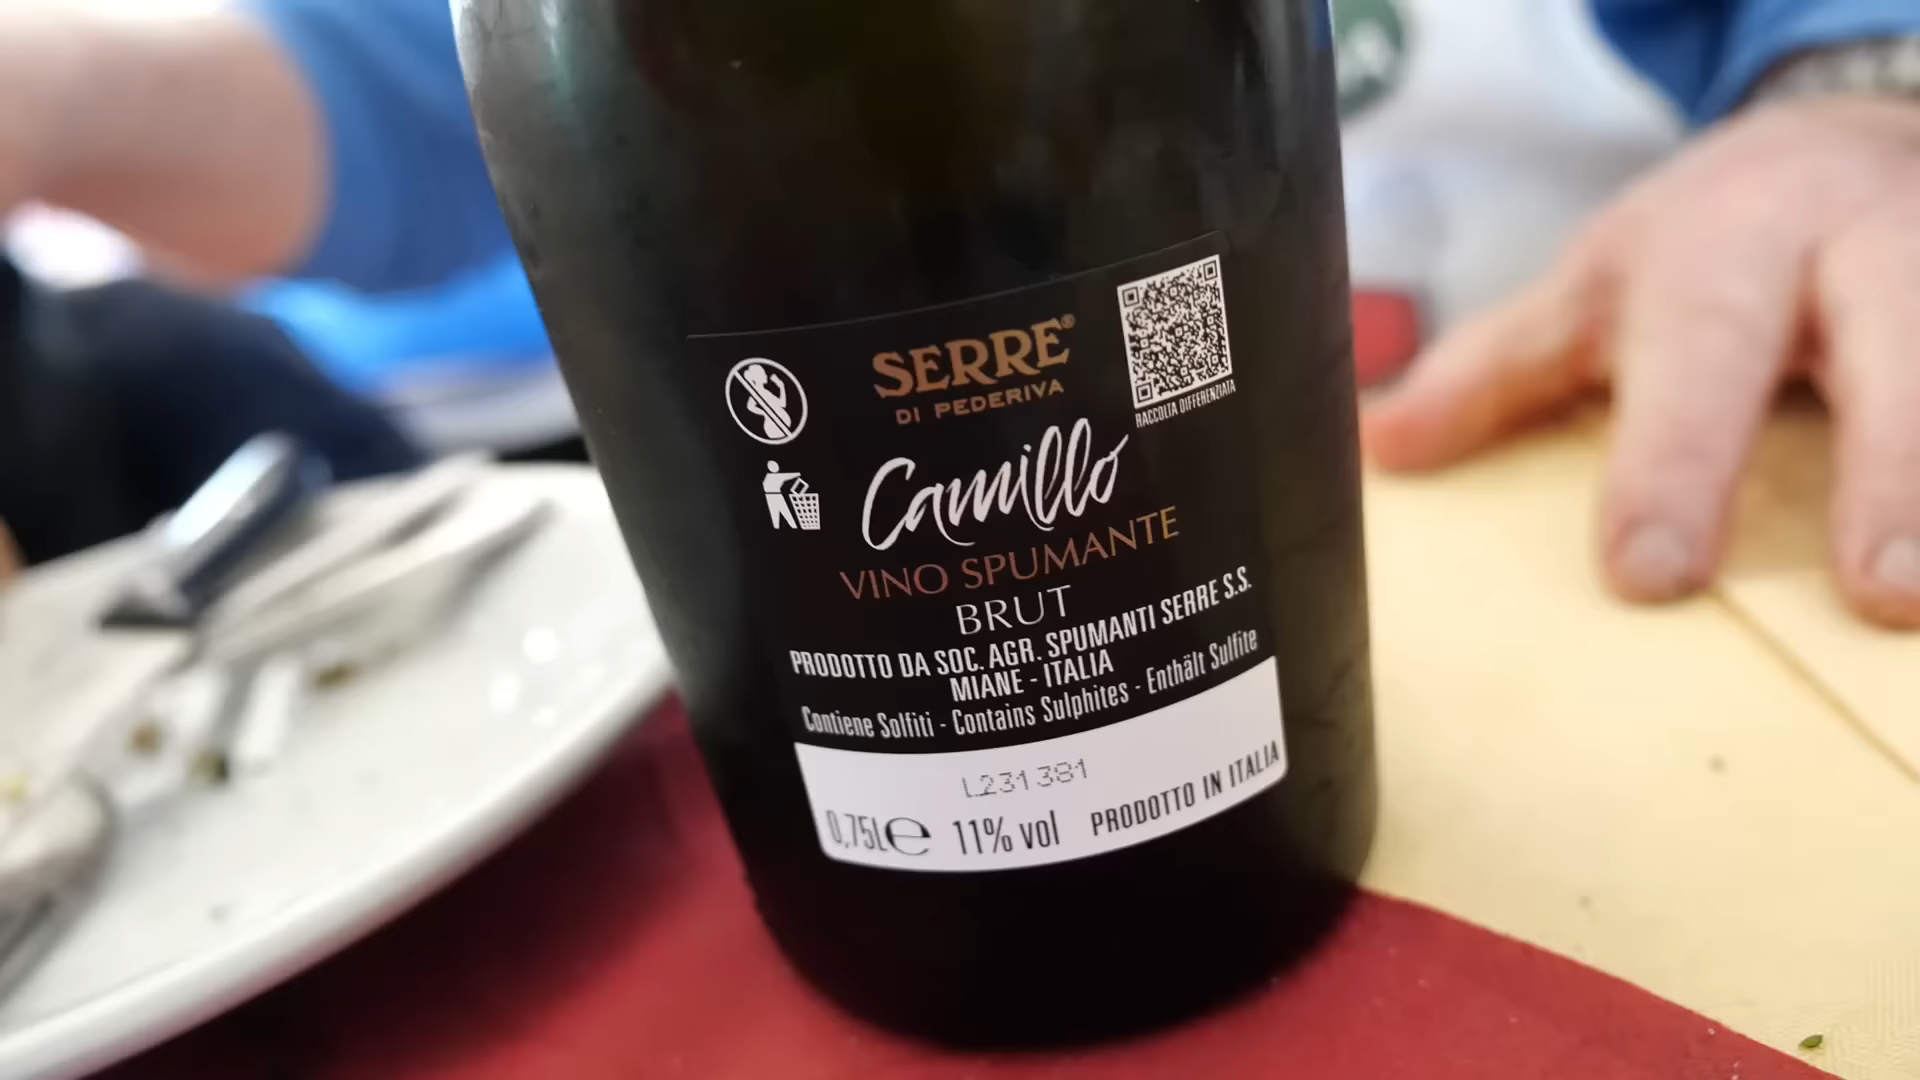 SERRE®
DI PEDERIVA
RACCOLTA DIFFERENZIATA
Camillo
VINO SPUMANTE
BRUT
PRODOTTO DA SOC. AGR. SPUMANTI SERRE S.S.
MIANE - ITALIA
Contiene Solfiti - Contains Sulphites - Enthält Sulfite
L231381
0,75L℮ 11% vol PRODOTTO IN ITALIA